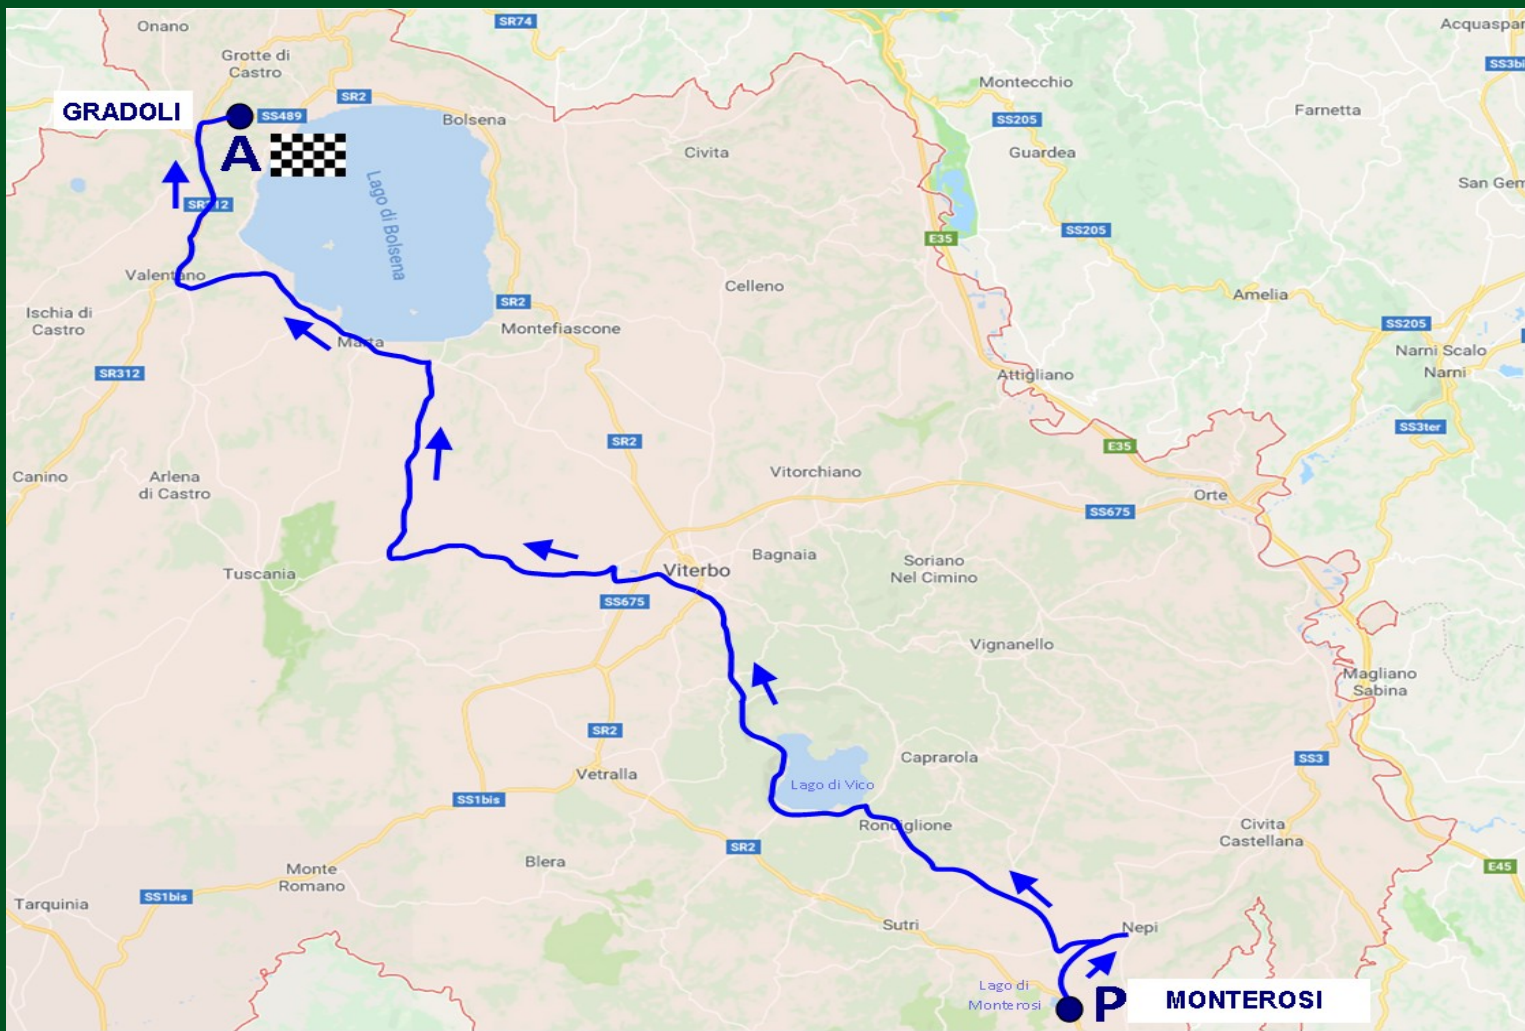 Onano
SR74
Acquaspar
Grotte di
Castro
SS3bi
Montecchio
GRADOLI
SR2
SS489
Bolsena
SS205
Farnetta
A
Civita
Guardea
Lago di Bolsena
San Gem
SR312
SS205
E35
Valentano
Celleno
Amelia
Ischia di
Castro
SR2
Montefiascone
SS205
Marta
Narni Scalo
Narni
SR312
Attigliano
SS3ter
SR2
E35
Canino
Arlena
di Castro
Vitorchiano
Orte
SS675
Bagnaia
Soriano
Nel Cimino
Tuscania
Viterbo
SS675
Vignanello
Magliano
Sabina
SR2
Caprarola
SS3
Vetralla
Lago di Vico
SS1bis
Ronciglione
Civita
Castellana
SR2
Blera
E45
Monte
Romano
SS1bis
Tarquinia
Sutri
Nepi
Lago di
Monterosi
P
MONTEROSI